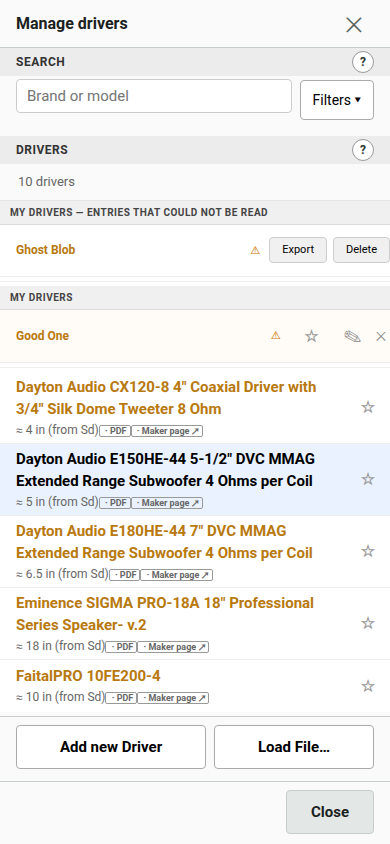 Manage drivers
SEARCH
?
Brand or model
Filters ▾
DRIVERS
?
10 drivers
MY DRIVERS — ENTRIES THAT COULD NOT BE READ
Ghost Blob
⚠
Export
Delete
MY DRIVERS
Good One
⚠ ☆ ✎ ×
Dayton Audio CX120-8 4" Coaxial Driver with
3/4" Silk Dome Tweeter 8 Ohm
☆
≈ 4 in (from Sd) · PDF · Maker page ↗
Dayton Audio E150HE-44 5-1/2" DVC MMAG
Extended Range Subwoofer 4 Ohms per Coil
☆
≈ 5 in (from Sd) · PDF · Maker page ↗
Dayton Audio E180HE-44 7" DVC MMAG
Extended Range Subwoofer 4 Ohms per Coil
☆
≈ 6.5 in (from Sd) · PDF · Maker page ↗
Eminence SIGMA PRO-18A 18" Professional
Series Speaker- v.2
☆
≈ 18 in (from Sd) · PDF · Maker page ↗
FaitalPRO 10FE200-4
☆
≈ 10 in (from Sd) · PDF · Maker page ↗
Add new Driver
Load File…
Close